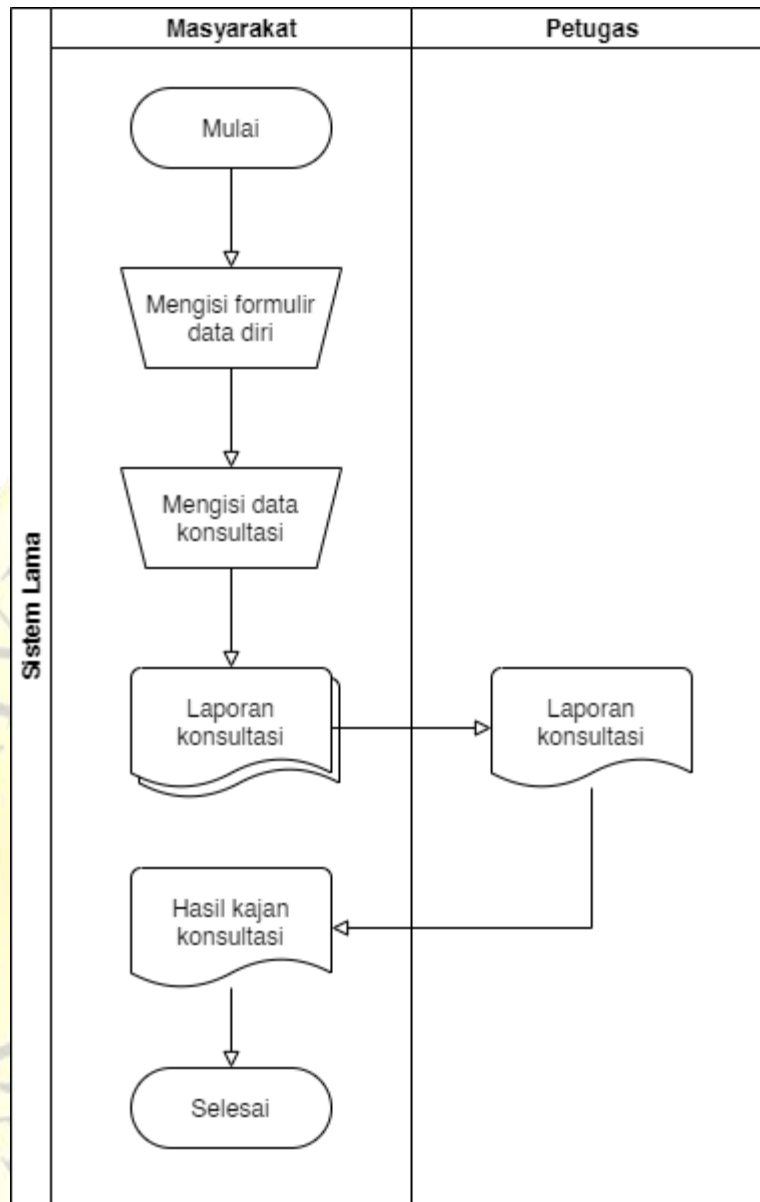 Masyarakat
Petugas
Sistem Lama
Mulai
Mengisi formulir
data diri
Mengisi data
konsultasi
Laporan
konsultasi
Laporan
konsultasi
Hasil kajan
konsultasi
Selesai